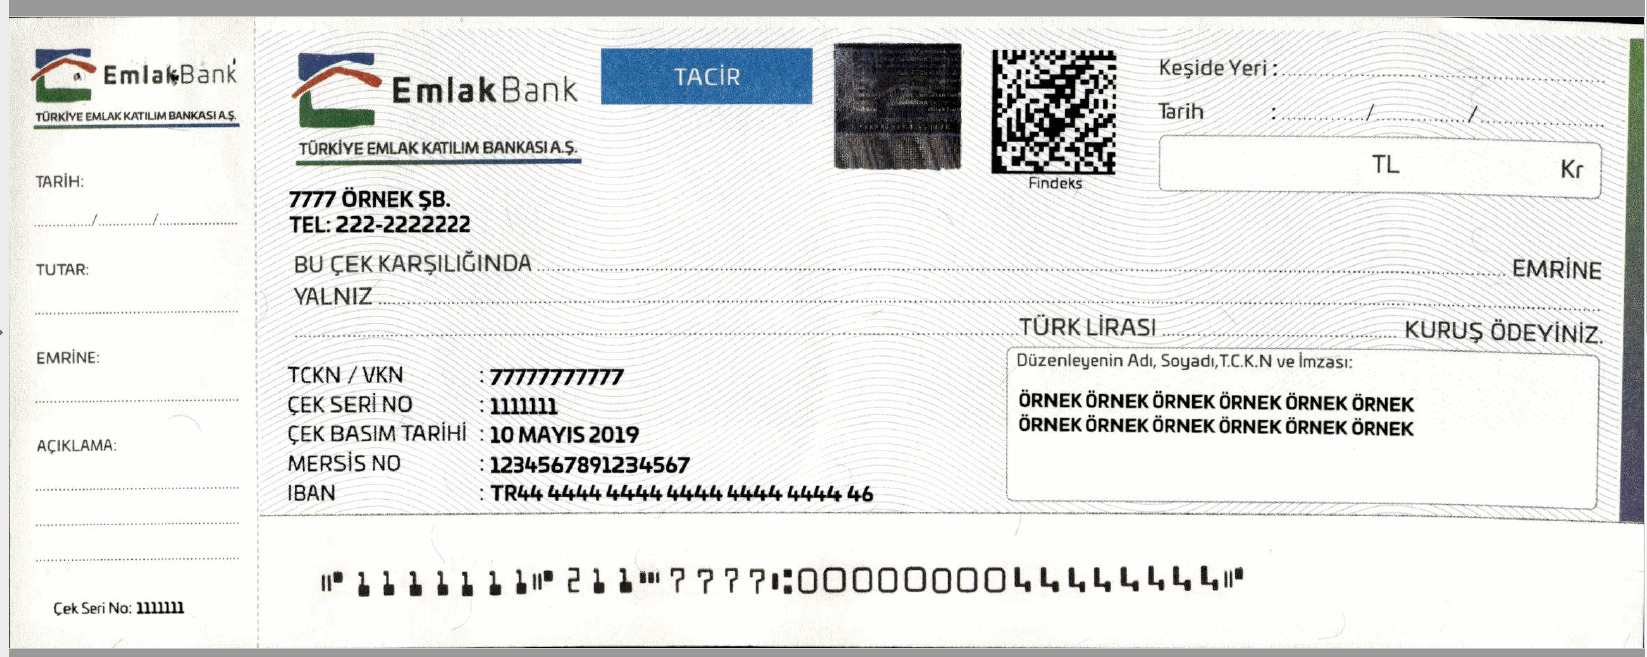 EmlakBank
TÜRKİYE EMLAK KATILIM BANKASI A.Ş.
TARİH:
...../...../.....
TUTAR:
EMRİNE:
AÇIKLAMA:
Çek Seri No: 1111111
EmlakBank
TÜRKİYE EMLAK KATILIM BANKASI A.Ş.
TACİR
Findeks
Keşide Yeri :
Tarih : ...../...../.....
TL Kr
7777 ÖRNEK ŞB.
TEL: 222-2222222
BU ÇEK KARŞILIĞINDA ..... EMRİNE
YALNIZ
TÜRK LİRASI ..... KURUŞ ÖDEYİNİZ.
TCKN / VKN : 77777777777
ÇEK SERİ NO : 1111111
ÇEK BASIM TARİHİ : 10 MAYIS 2019
MERSİS NO : 1234567891234567
IBAN : TR44 4444 4444 4444 4444 4444 46
Düzenleyenin Adı, Soyadı,T.C.K.N ve İmzası:
ÖRNEK ÖRNEK ÖRNEK ÖRNEK ÖRNEK ÖRNEK
ÖRNEK ÖRNEK ÖRNEK ÖRNEK ÖRNEK ÖRNEK
⑈1111111⑈211⑉7777⑆0000000044444444⑈